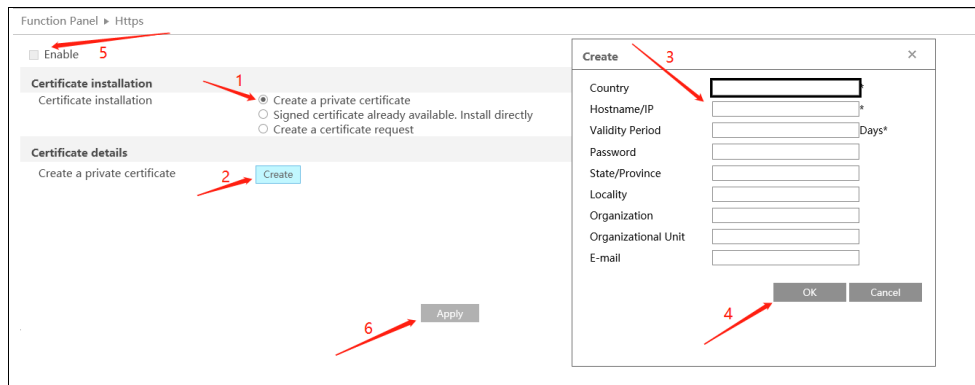 Function Panel ▸ Https
Enable 5
Certificate installation
Certificate installation
1
Create a private certificate
Signed certificate already available. Install directly
Create a certificate request
Certificate details
Create a private certificate
2
Create
6
Apply
Create 3 ×
Country *
Hostname/IP *
Validity Period Days*
Password
State/Province
Locality
Organization
Organizational Unit
E-mail
OK Cancel
4